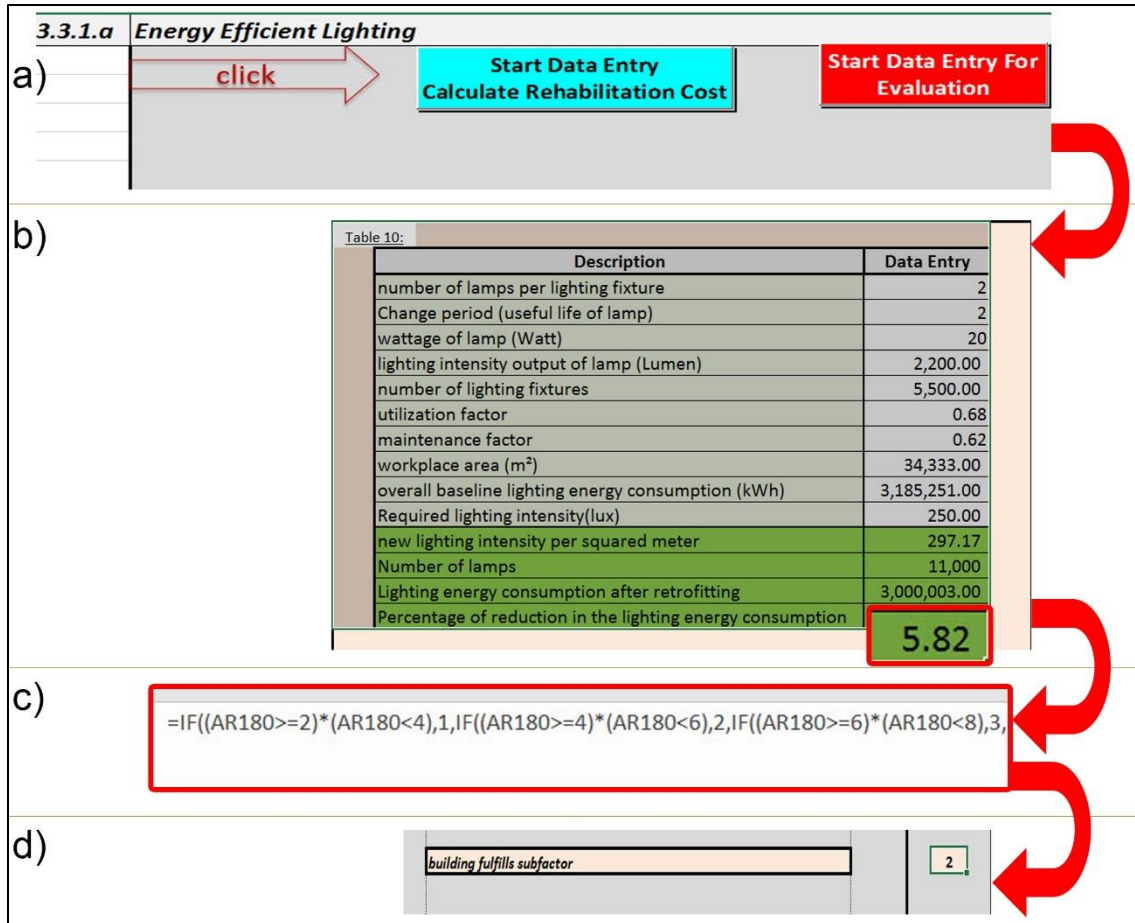 3.3.1.a Energy Efficient Lighting
a)
click
Start Data Entry
Calculate Rehabilitation Cost
Start Data Entry For
Evaluation
b)
Table 10:
Description Data Entry
number of lamps per lighting fixture 2
Change period (useful life of lamp) 2
wattage of lamp (Watt) 20
lighting intensity output of lamp (Lumen) 2,200.00
number of lighting fixtures 5,500.00
utilization factor 0.68
maintenance factor 0.62
workplace area (m²) 34,333.00
overall baseline lighting energy consumption (kWh) 3,185,251.00
Required lighting intensity(lux) 250.00
new lighting intensity per squared meter 297.17
Number of lamps 11,000
Lighting energy consumption after retrofitting 3,000,003.00
Percentage of reduction in the lighting energy consumption 5.82
c)
=IF((AR180>=2)*(AR180<4),1,IF((AR180>=4)*(AR180<6),2,IF((AR180>=6)*(AR180<8),3,
d)
building fulfills subfactor 2